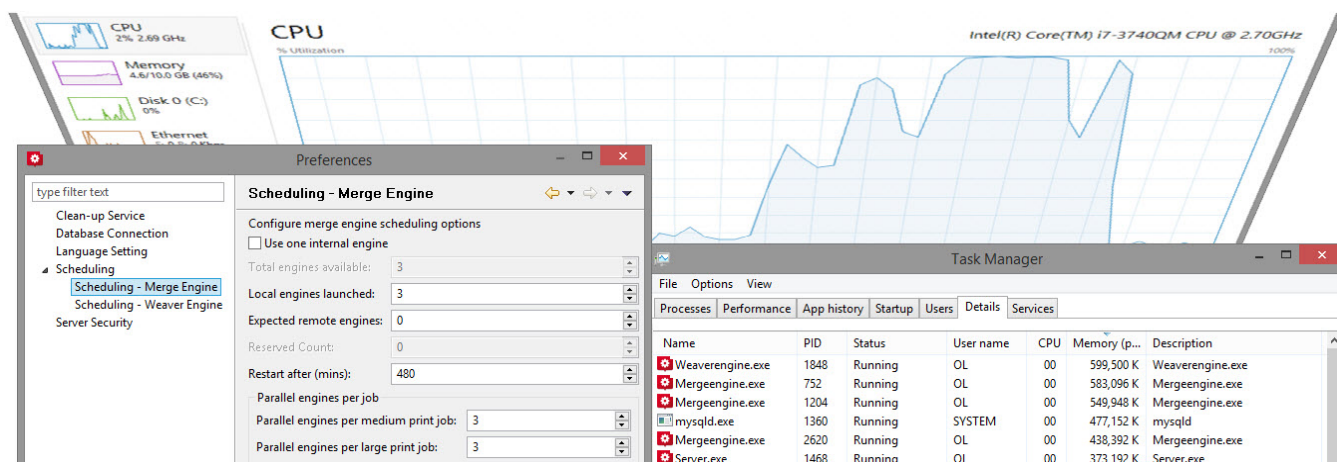 CPU
2% 2.69 GHz
Memory
4.6/10.0 GB (46%)
Disk 0 (C:)
0%
Ethernet
CPU
% Utilization
Intel(R) Core(TM) i7-3740QM CPU @ 2.70GHz
100%
Preferences
type filter text
Clean-up Service
Database Connection
Language Setting
Scheduling
Scheduling - Merge Engine
Scheduling - Weaver Engine
Server Security
Scheduling - Merge Engine
Configure merge engine scheduling options
Use one internal engine
Total engines available: 3
Local engines launched: 3
Expected remote engines: 0
Reserved Count: 0
Restart after (mins): 480
Parallel engines per job
Parallel engines per medium print job: 3
Parallel engines per large print job: 3
Task Manager
File Options View
Processes Performance App history Startup Users Details Services
Name PID Status User name CPU Memory (p... Description
Weaverengine.exe 1848 Running OL 00 599,500 K Weaverengine.exe
Mergeengine.exe 752 Running OL 00 583,096 K Mergeengine.exe
Mergeengine.exe 1204 Running OL 00 549,948 K Mergeengine.exe
mysqld.exe 1360 Running SYSTEM 00 477,152 K mysqld
Mergeengine.exe 2620 Running OL 00 438,392 K Mergeengine.exe
Server.exe 1468 Running OL 00 373,192 K Server.exe